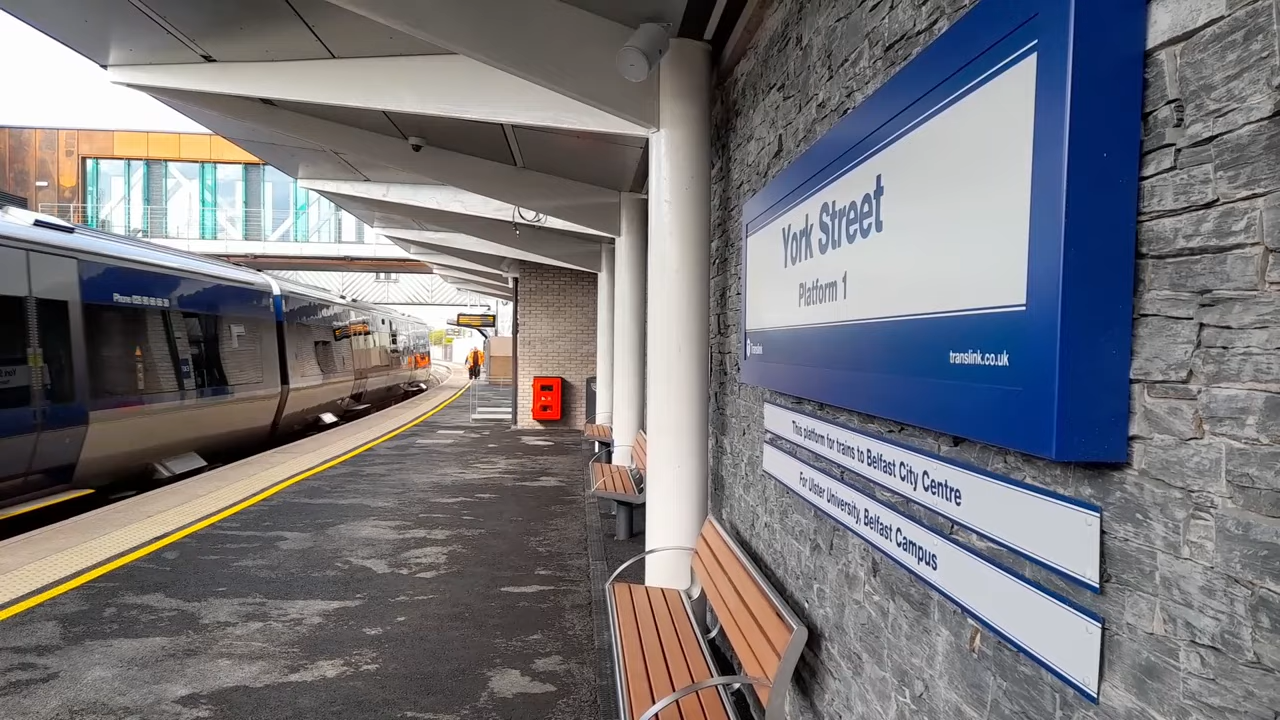 York Street
Platform 1
Translink
translink.co.uk
This platform for trains to Belfast City Centre
For Ulster University, Belfast Campus